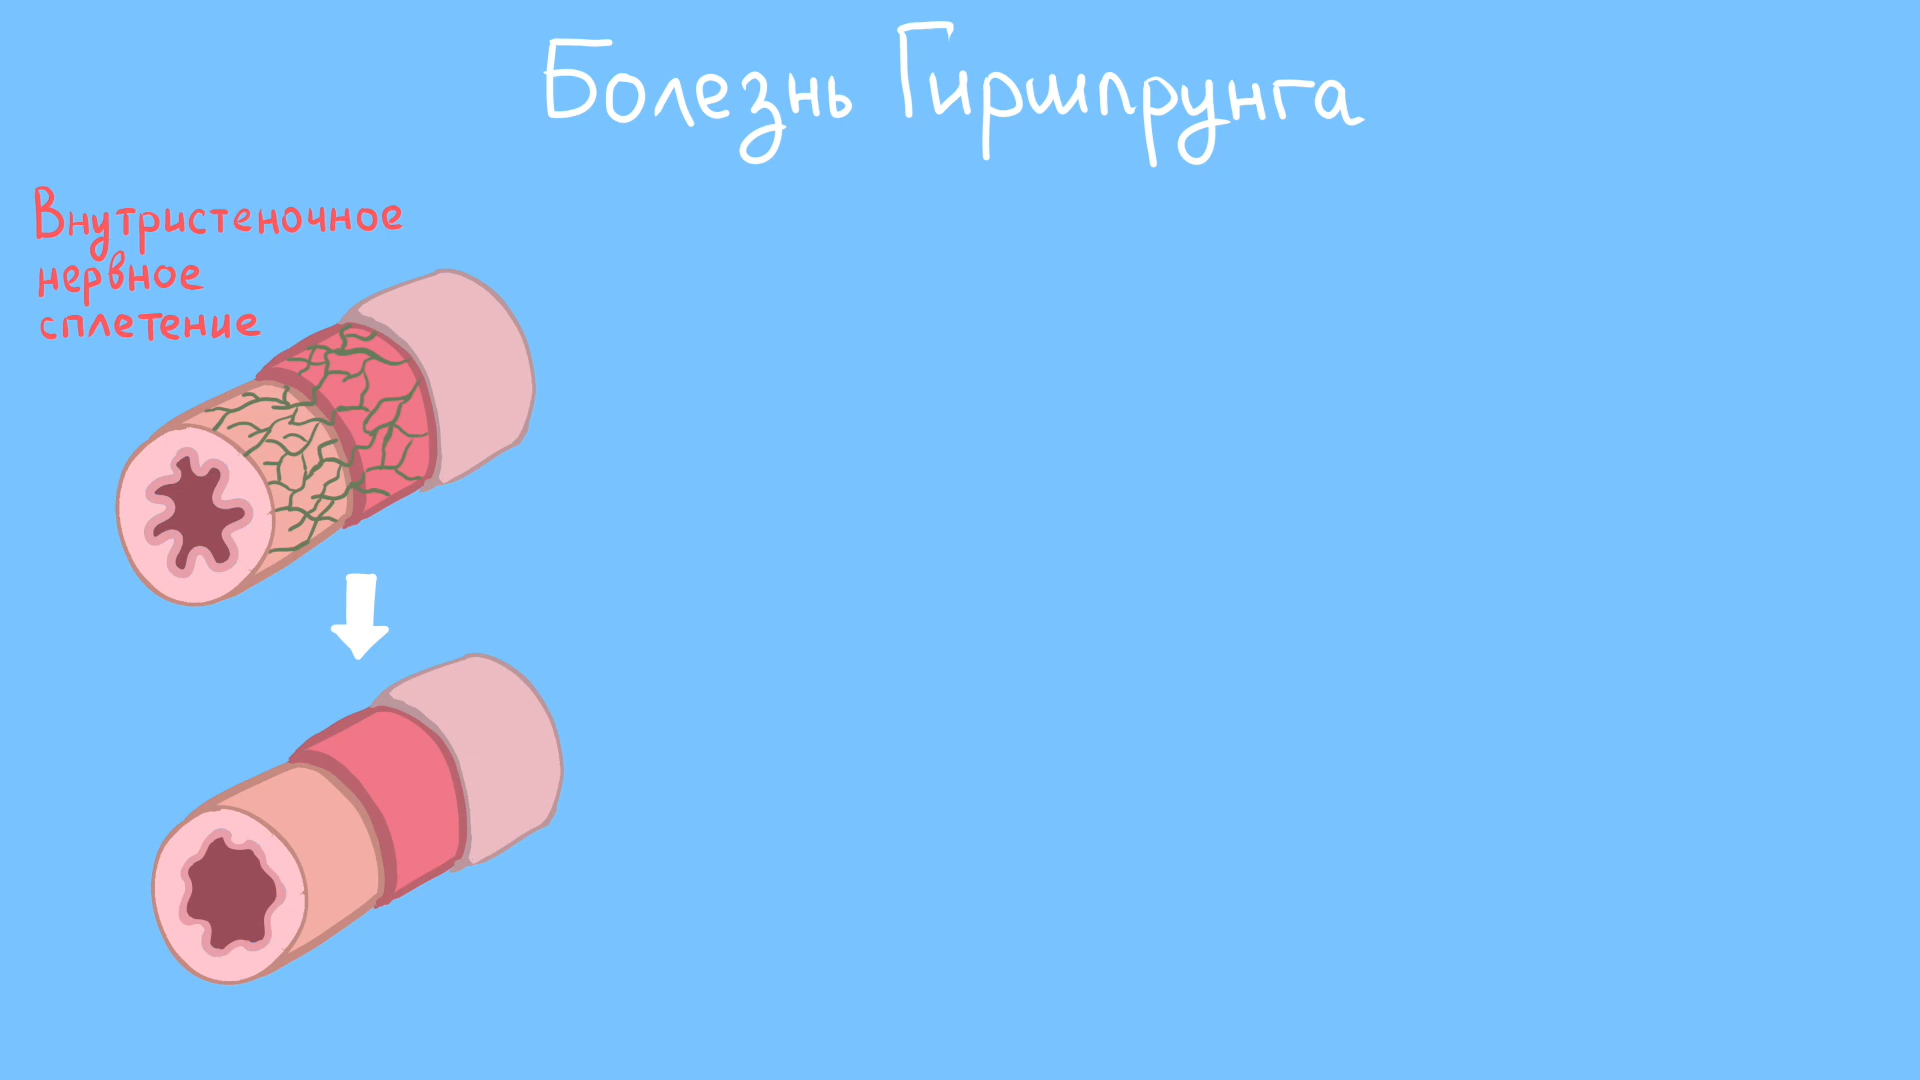 Болезнь Гиршпрунга
Внутристеночное
нервное
сплетение